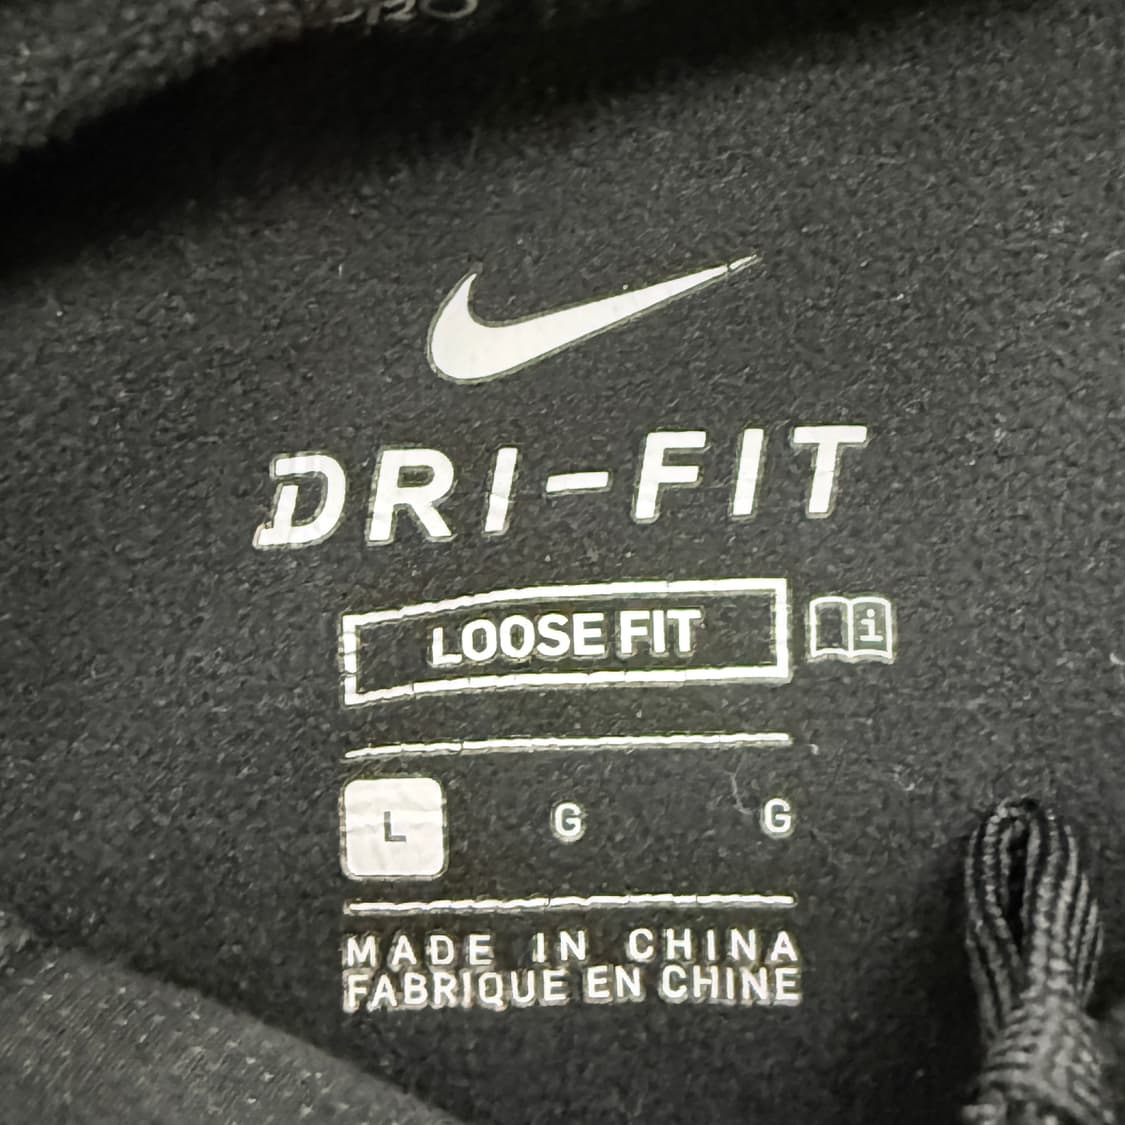 DRI-FIT
LOOSE FIT i
L G G
MADE IN CHINA
FABRIQUE EN CHINE